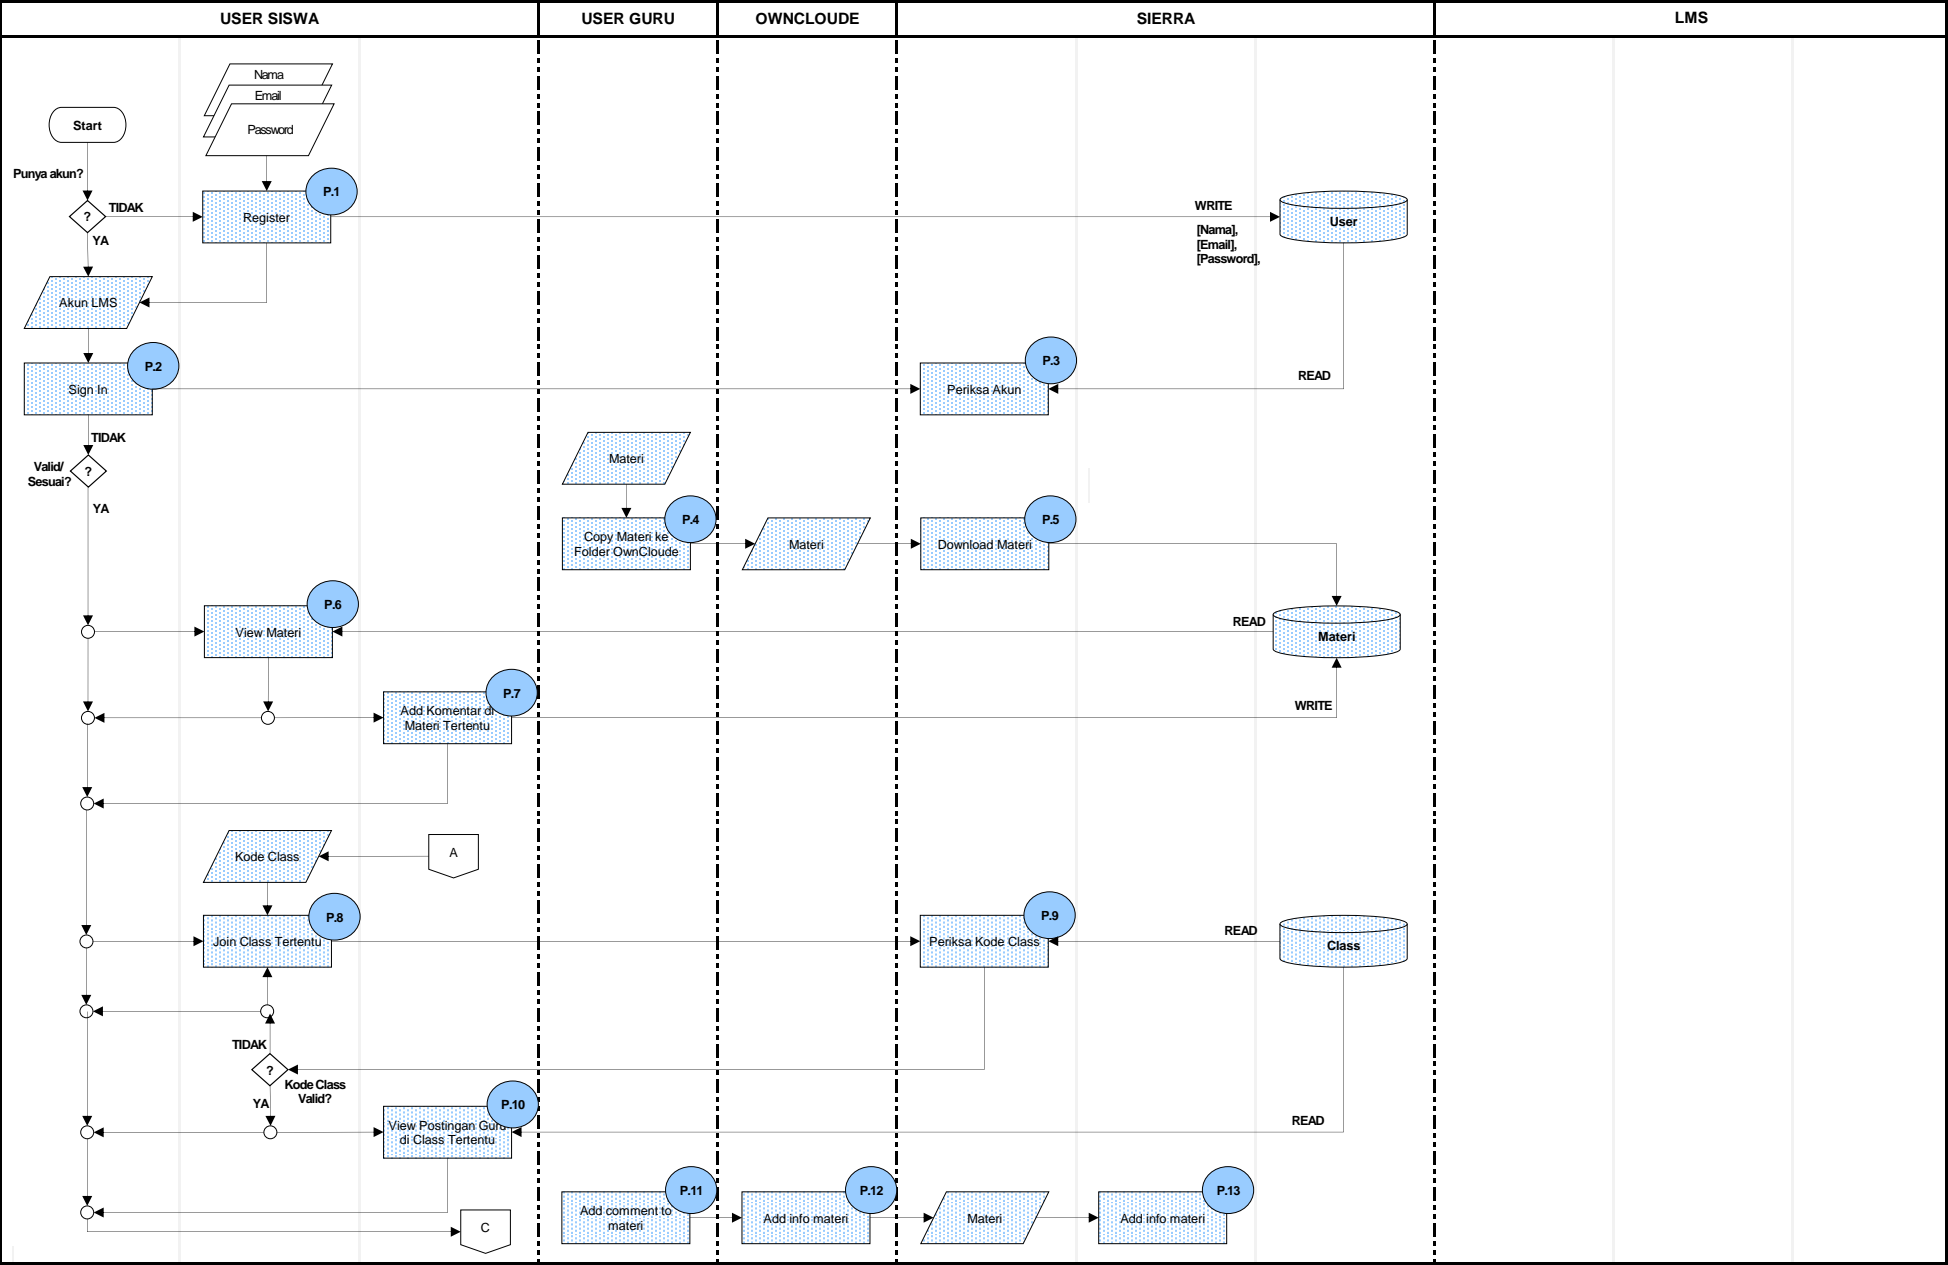 USER SISWA
USER GURU
OWNCLOUDE
SIERRA
LMS
Nama
Email
Password
Start
Punya akun?
?
TIDAK
YA
Register
P.1
WRITE
[Nama],
[Email],
[Password],
User
Akun LMS
Sign In
P.2
Periksa Akun
P.3
READ
TIDAK
Valid/
Sesuai?
?
YA
Materi
Copy Materi ke
Folder OwnCloude
P.4
Materi
Download Materi
P.5
View Materi
P.6
READ
Materi
Add Komentar di
Materi Tertentu
P.7
WRITE
Kode Class
A
Join Class Tertentu
P.8
Periksa Kode Class
P.9
READ
Class
TIDAK
?
Kode Class
Valid?
YA
View Postingan Guru
di Class Tertentu
P.10
READ
Add comment to
materi
P.11
Add info materi
P.12
Materi
Add info materi
P.13
C